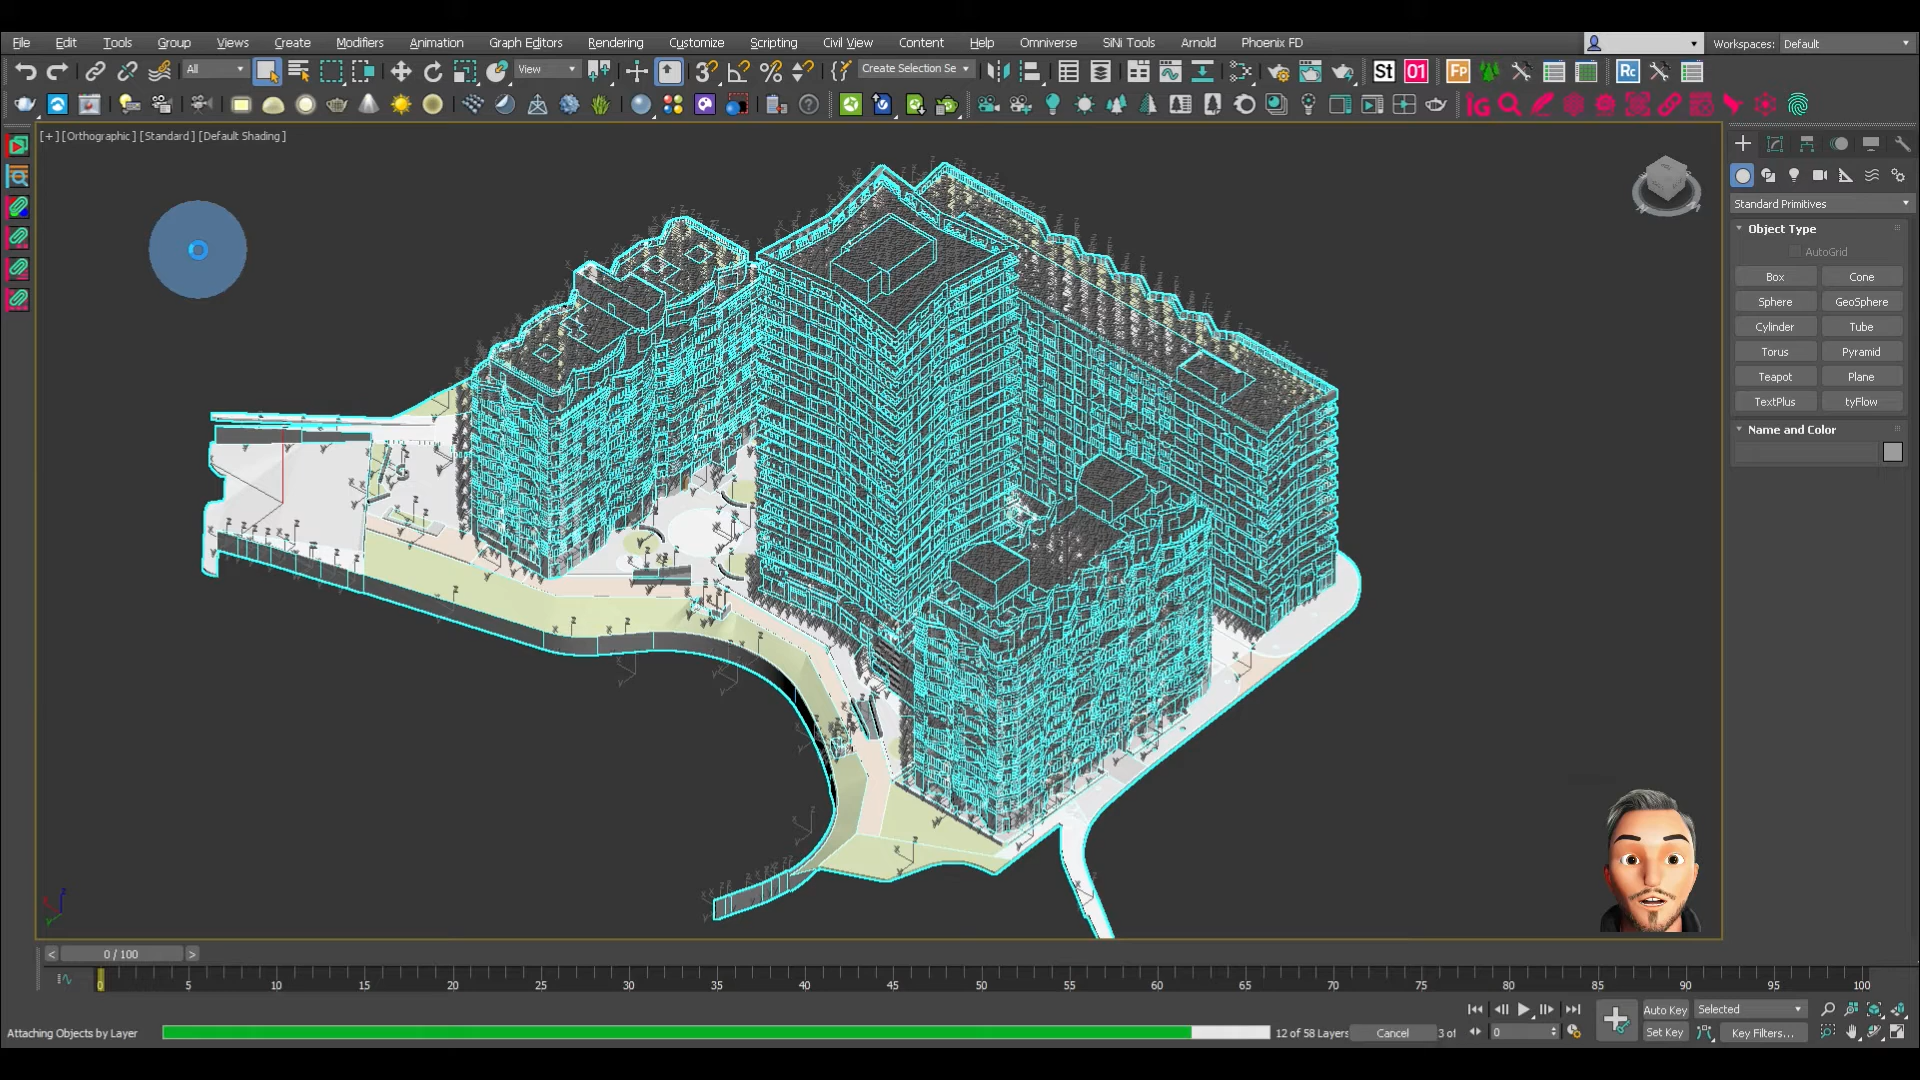 File Edit Tools Group Views Create Modifiers Animation Graph Editors Rendering Customize Scripting Civil View Content Help Omniverse SiNi Tools Arnold Phoenix FD Workspaces: Default
All View Create Selection Se St 01 Fp Rc
[+] [Orthographic] [Standard] [Default Shading]
Standard Primitives
Object Type
AutoGrid
Box Cone
Sphere GeoSphere
Cylinder Tube
Torus Pyramid
Teapot Plane
TextPlus tyFlow
Name and Color
< 0 / 100 >
0 5 10 15 20 25 30 35 40 45 50 55 60 65 70 75 80 85 90 95 100
Auto Key Selected
Attaching Objects by Layer 12 of 58 Layers Cancel 3 of 0 Set Key Key Filters...